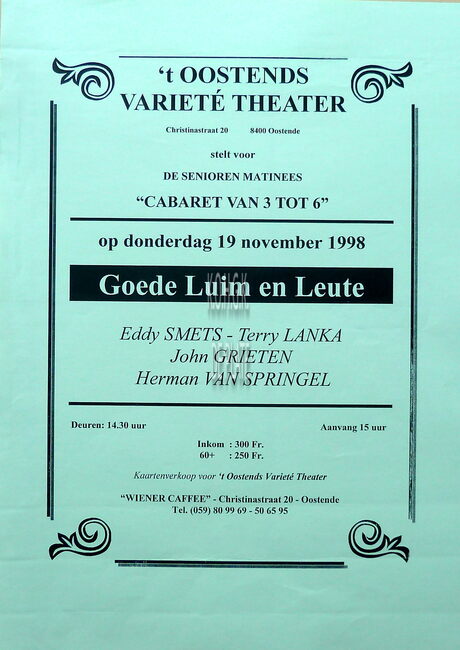 't OOSTENDS
VARIETÉ THEATER
Christinastraat 20 8400 Oostende
stelt voor
DE SENIOREN MATINEES
“CABARET VAN 3 TOT 6”
op donderdag 19 november 1998
Goede Luim en Leute
Eddy SMETS - Terry LANKA
John GRIETEN
Herman VAN SPRINGEL
Deuren: 14.30 uur Aanvang 15 uur
Inkom : 300 Fr.
60+ : 250 Fr.
Kaartenverkoop voor 't Oostends Varieté Theater
“WIENER CAFFEE” - Christinastraat 20 - Oostende
Tel. (059) 80 99 69 - 50 65 95